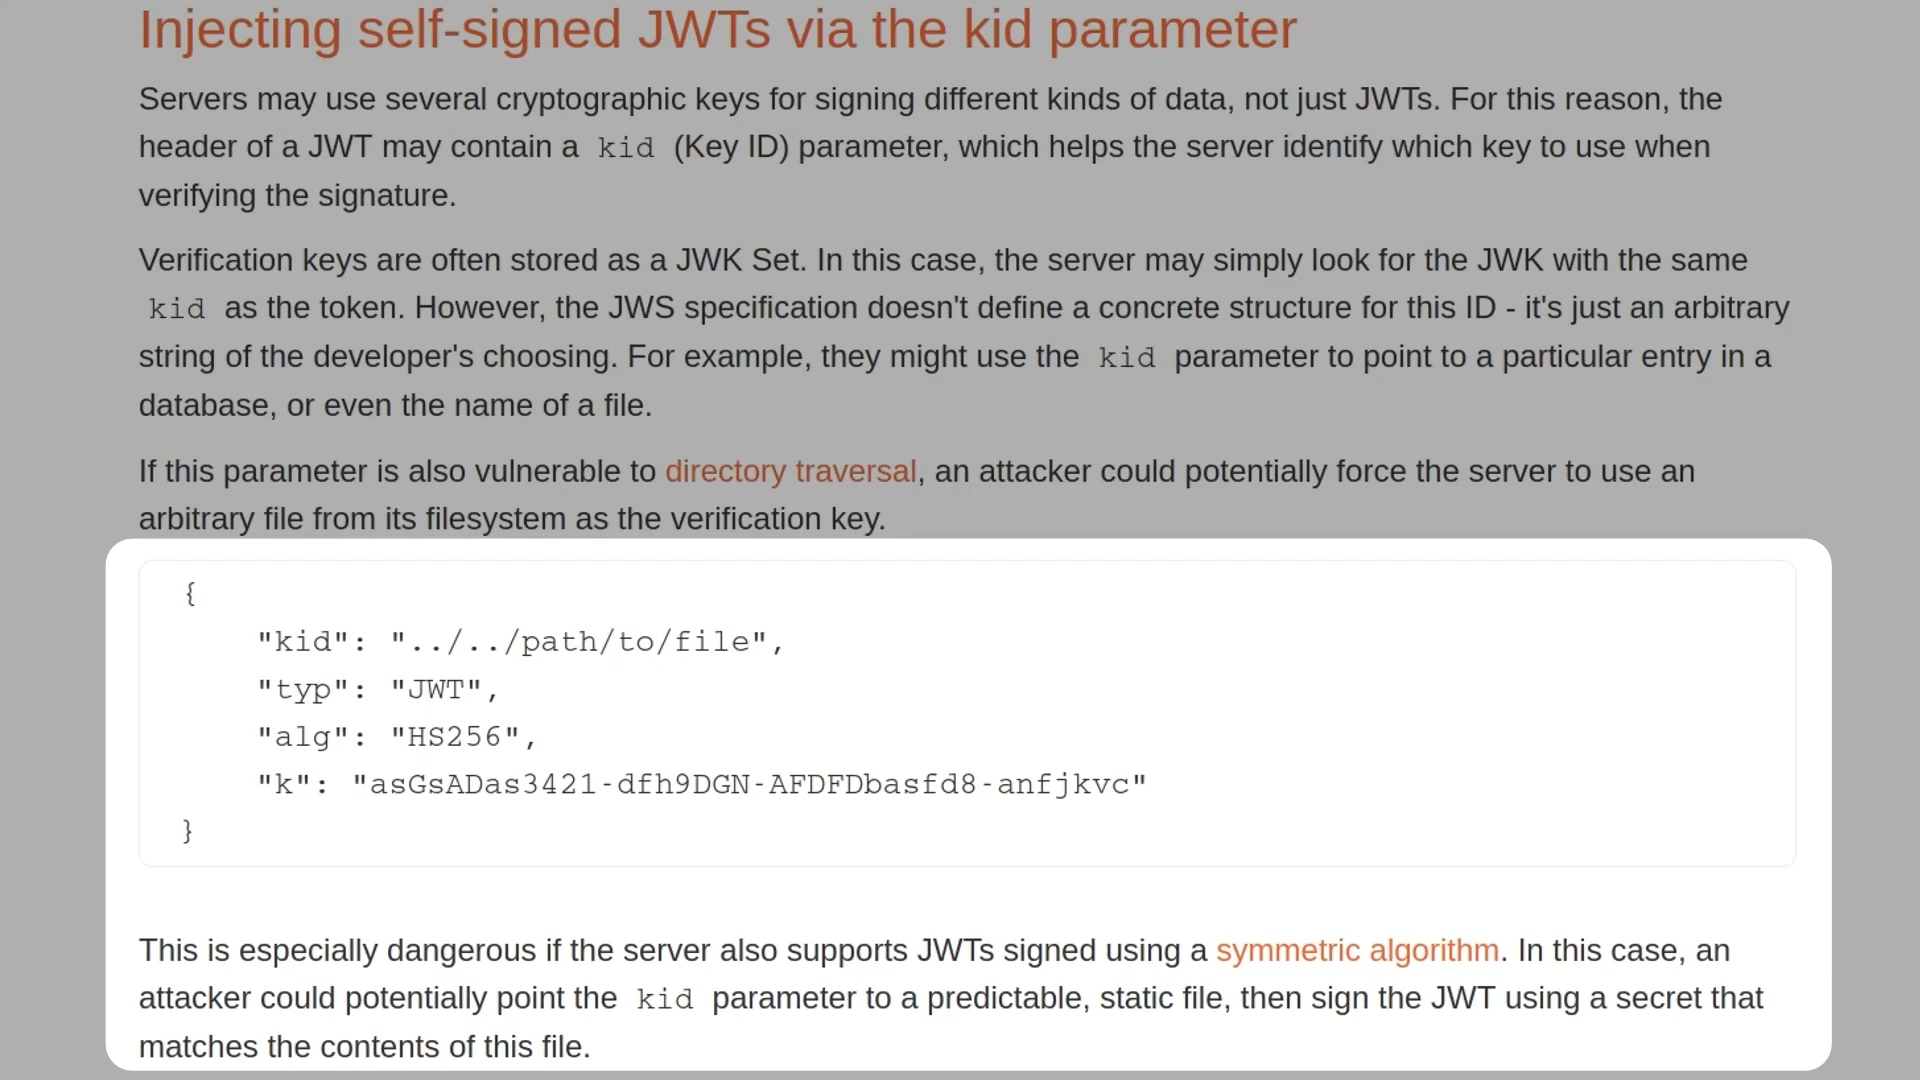 Injecting self-signed JWTs via the kid parameter
Servers may use several cryptographic keys for signing different kinds of data, not just JWTs. For this reason, the
header of a JWT may contain a kid (Key ID) parameter, which helps the server identify which key to use when
verifying the signature.
Verification keys are often stored as a JWK Set. In this case, the server may simply look for the JWK with the same
kid as the token. However, the JWS specification doesn't define a concrete structure for this ID - it's just an arbitrary
string of the developer's choosing. For example, they might use the kid parameter to point to a particular entry in a
database, or even the name of a file.
If this parameter is also vulnerable to directory traversal, an attacker could potentially force the server to use an
arbitrary file from its filesystem as the verification key.
{
"kid": "../../path/to/file",
"typ": "JWT",
"alg": "HS256",
"k": "asGsADas3421-dfh9DGN-AFDFDbasfd8-anfjkvc"
}
This is especially dangerous if the server also supports JWTs signed using a symmetric algorithm. In this case, an
attacker could potentially point the kid parameter to a predictable, static file, then sign the JWT using a secret that
matches the contents of this file.